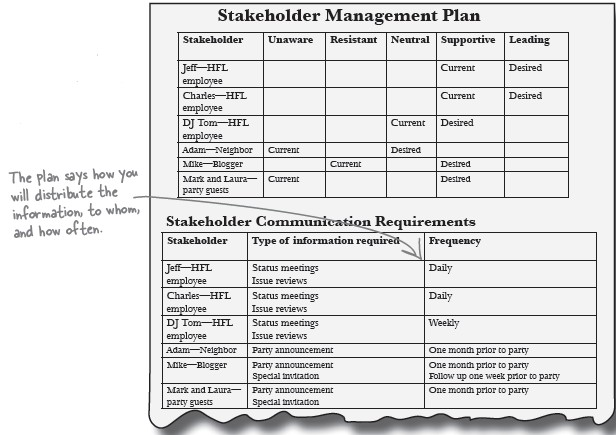 Stakeholder Management Plan
Stakeholder Unaware Resistant Neutral Supportive Leading
Jeff—HFL Current Desired
employee
Charles—HFL Current Desired
employee
DJ Tom—HFL Current Desired
employee
Adam—Neighbor Current Desired
Mike—Blogger Current Desired
Mark and Laura— Current Desired
party guests
The plan says how you
will distribute the
information, to whom,
and how often.
Stakeholder Communication Requirements
Stakeholder Type of information required Frequency
Jeff—HFL Status meetings Daily
employee Issue reviews
Charles—HFL Status meetings Daily
employee Issue reviews
DJ Tom—HFL Status meetings Weekly
employee Issue reviews
Adam—Neighbor Party announcement One month prior to party
Mike—Blogger Party announcement One month prior to party
Special invitation Follow up one week prior to party
Mark and Laura— Party announcement One month prior to party
party guests Special invitation